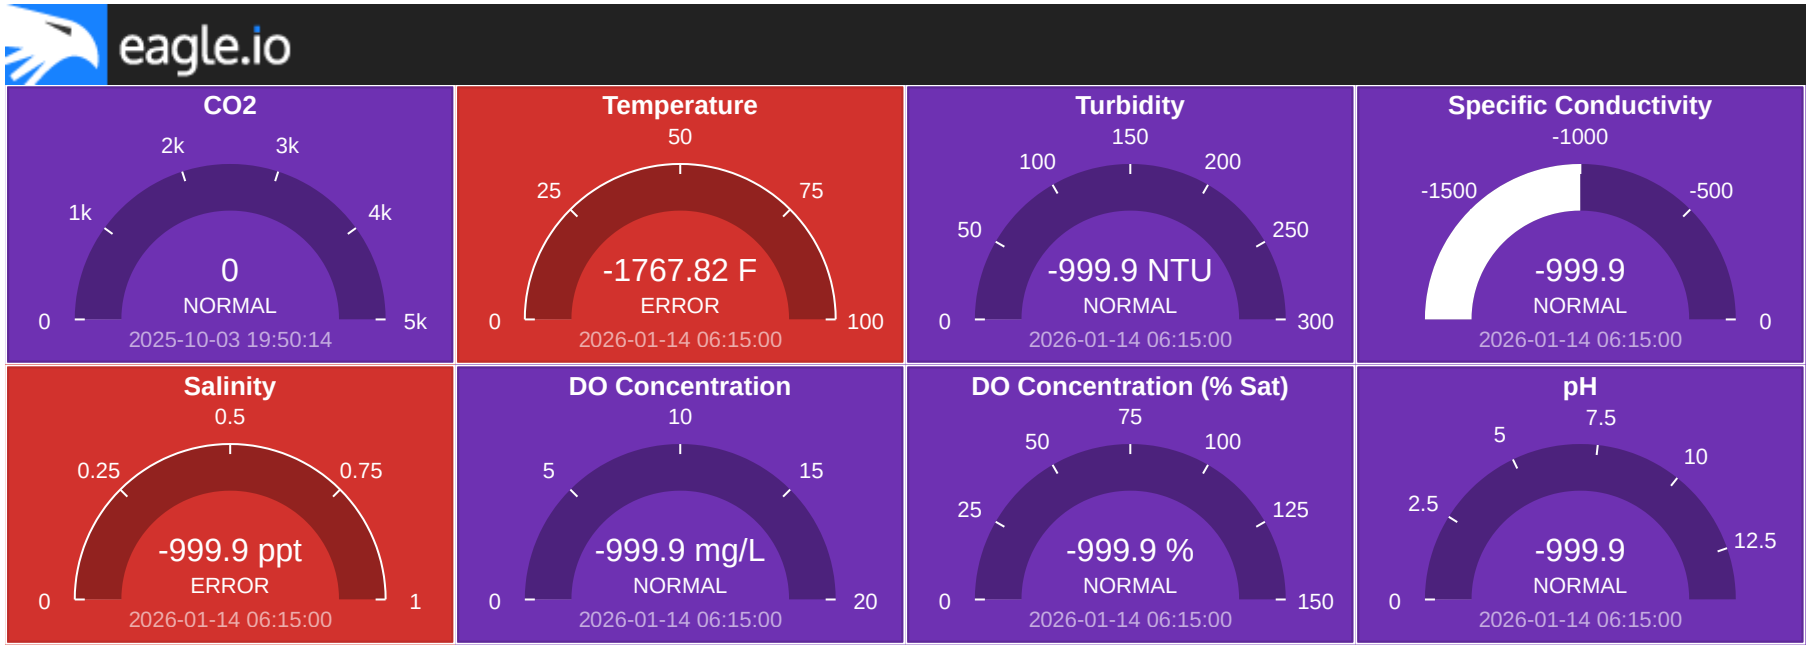 eagle.io
CO2
0
1k
2k
3k
4k
5k
0
NORMAL
2025-10-03 19:50:14
Temperature
0
25
50
75
100
-1767.82 F
ERROR
2026-01-14 06:15:00
Turbidity
0
50
100
150
200
250
300
-999.9 NTU
NORMAL
2026-01-14 06:15:00
Specific Conductivity
-1500
-1000
-500
0
-999.9
NORMAL
2026-01-14 06:15:00
Salinity
0
0.25
0.5
0.75
1
-999.9 ppt
ERROR
2026-01-14 06:15:00
DO Concentration
0
5
10
15
20
-999.9 mg/L
NORMAL
2026-01-14 06:15:00
DO Concentration (% Sat)
0
25
50
75
100
125
150
-999.9 %
NORMAL
2026-01-14 06:15:00
pH
0
2.5
5
7.5
10
12.5
-999.9
NORMAL
2026-01-14 06:15:00